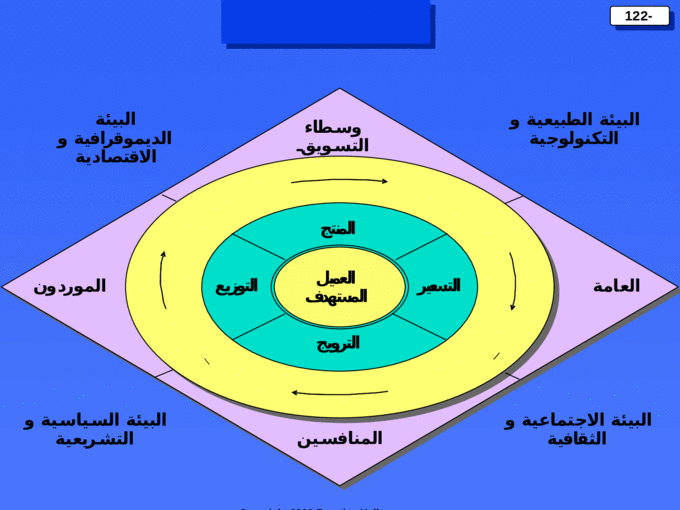 122-
البيئة
الديموقرافية و
الاقتصادية
وسطاء
التسويق-
البيئة الطبيعية و
التكنولوجية
المنتج
الموردون
التوزيع
العميل
المستهدف
التسعير
العامة
الترويج
البيئة السياسية و
التشريعية
المنافسين
البيئة الاجتماعية و
الثقافية